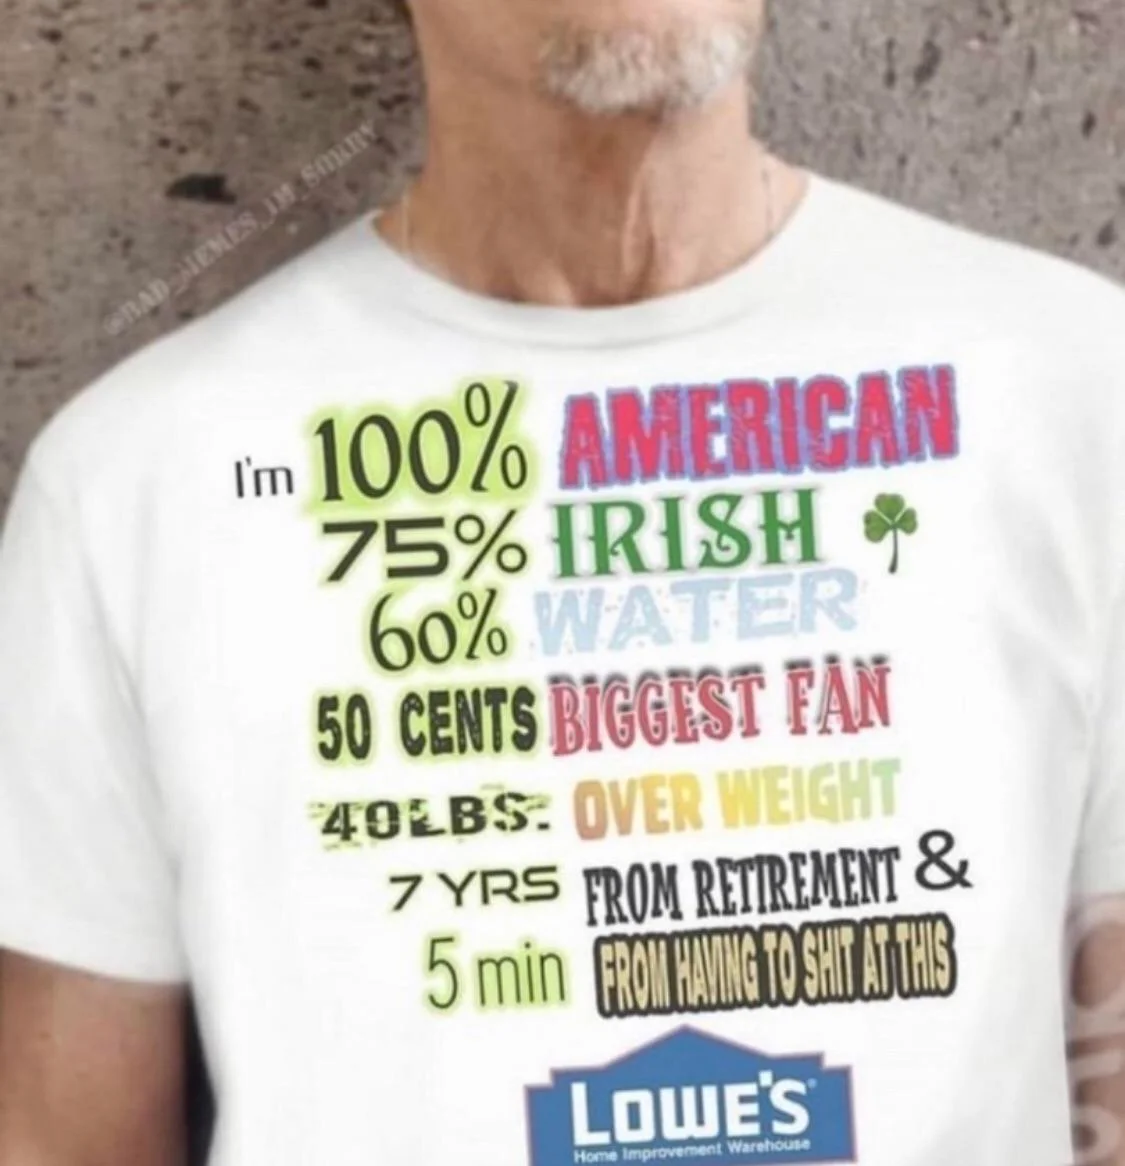 @BAD_MEMES_IM_SORRY
I'm 100% AMERICAN
75% IRISH
60% WATER
50 CENTS BIGGEST FAN
40LBS. OVER WEIGHT
7 YRS FROM RETIREMENT &
5 min FROM HAVING TO SHIT AT THIS
LOWE'S
Home Improvement Warehouse